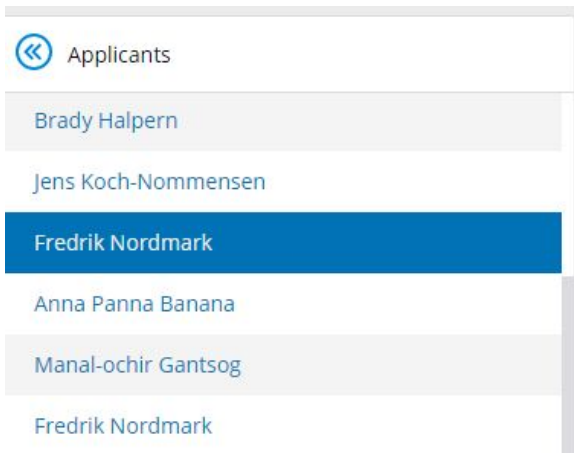 Applicants
Brady Halpern
Jens Koch-Nommensen
Fredrik Nordmark
Anna Panna Banana
Manal-ochir Gantsog
Fredrik Nordmark